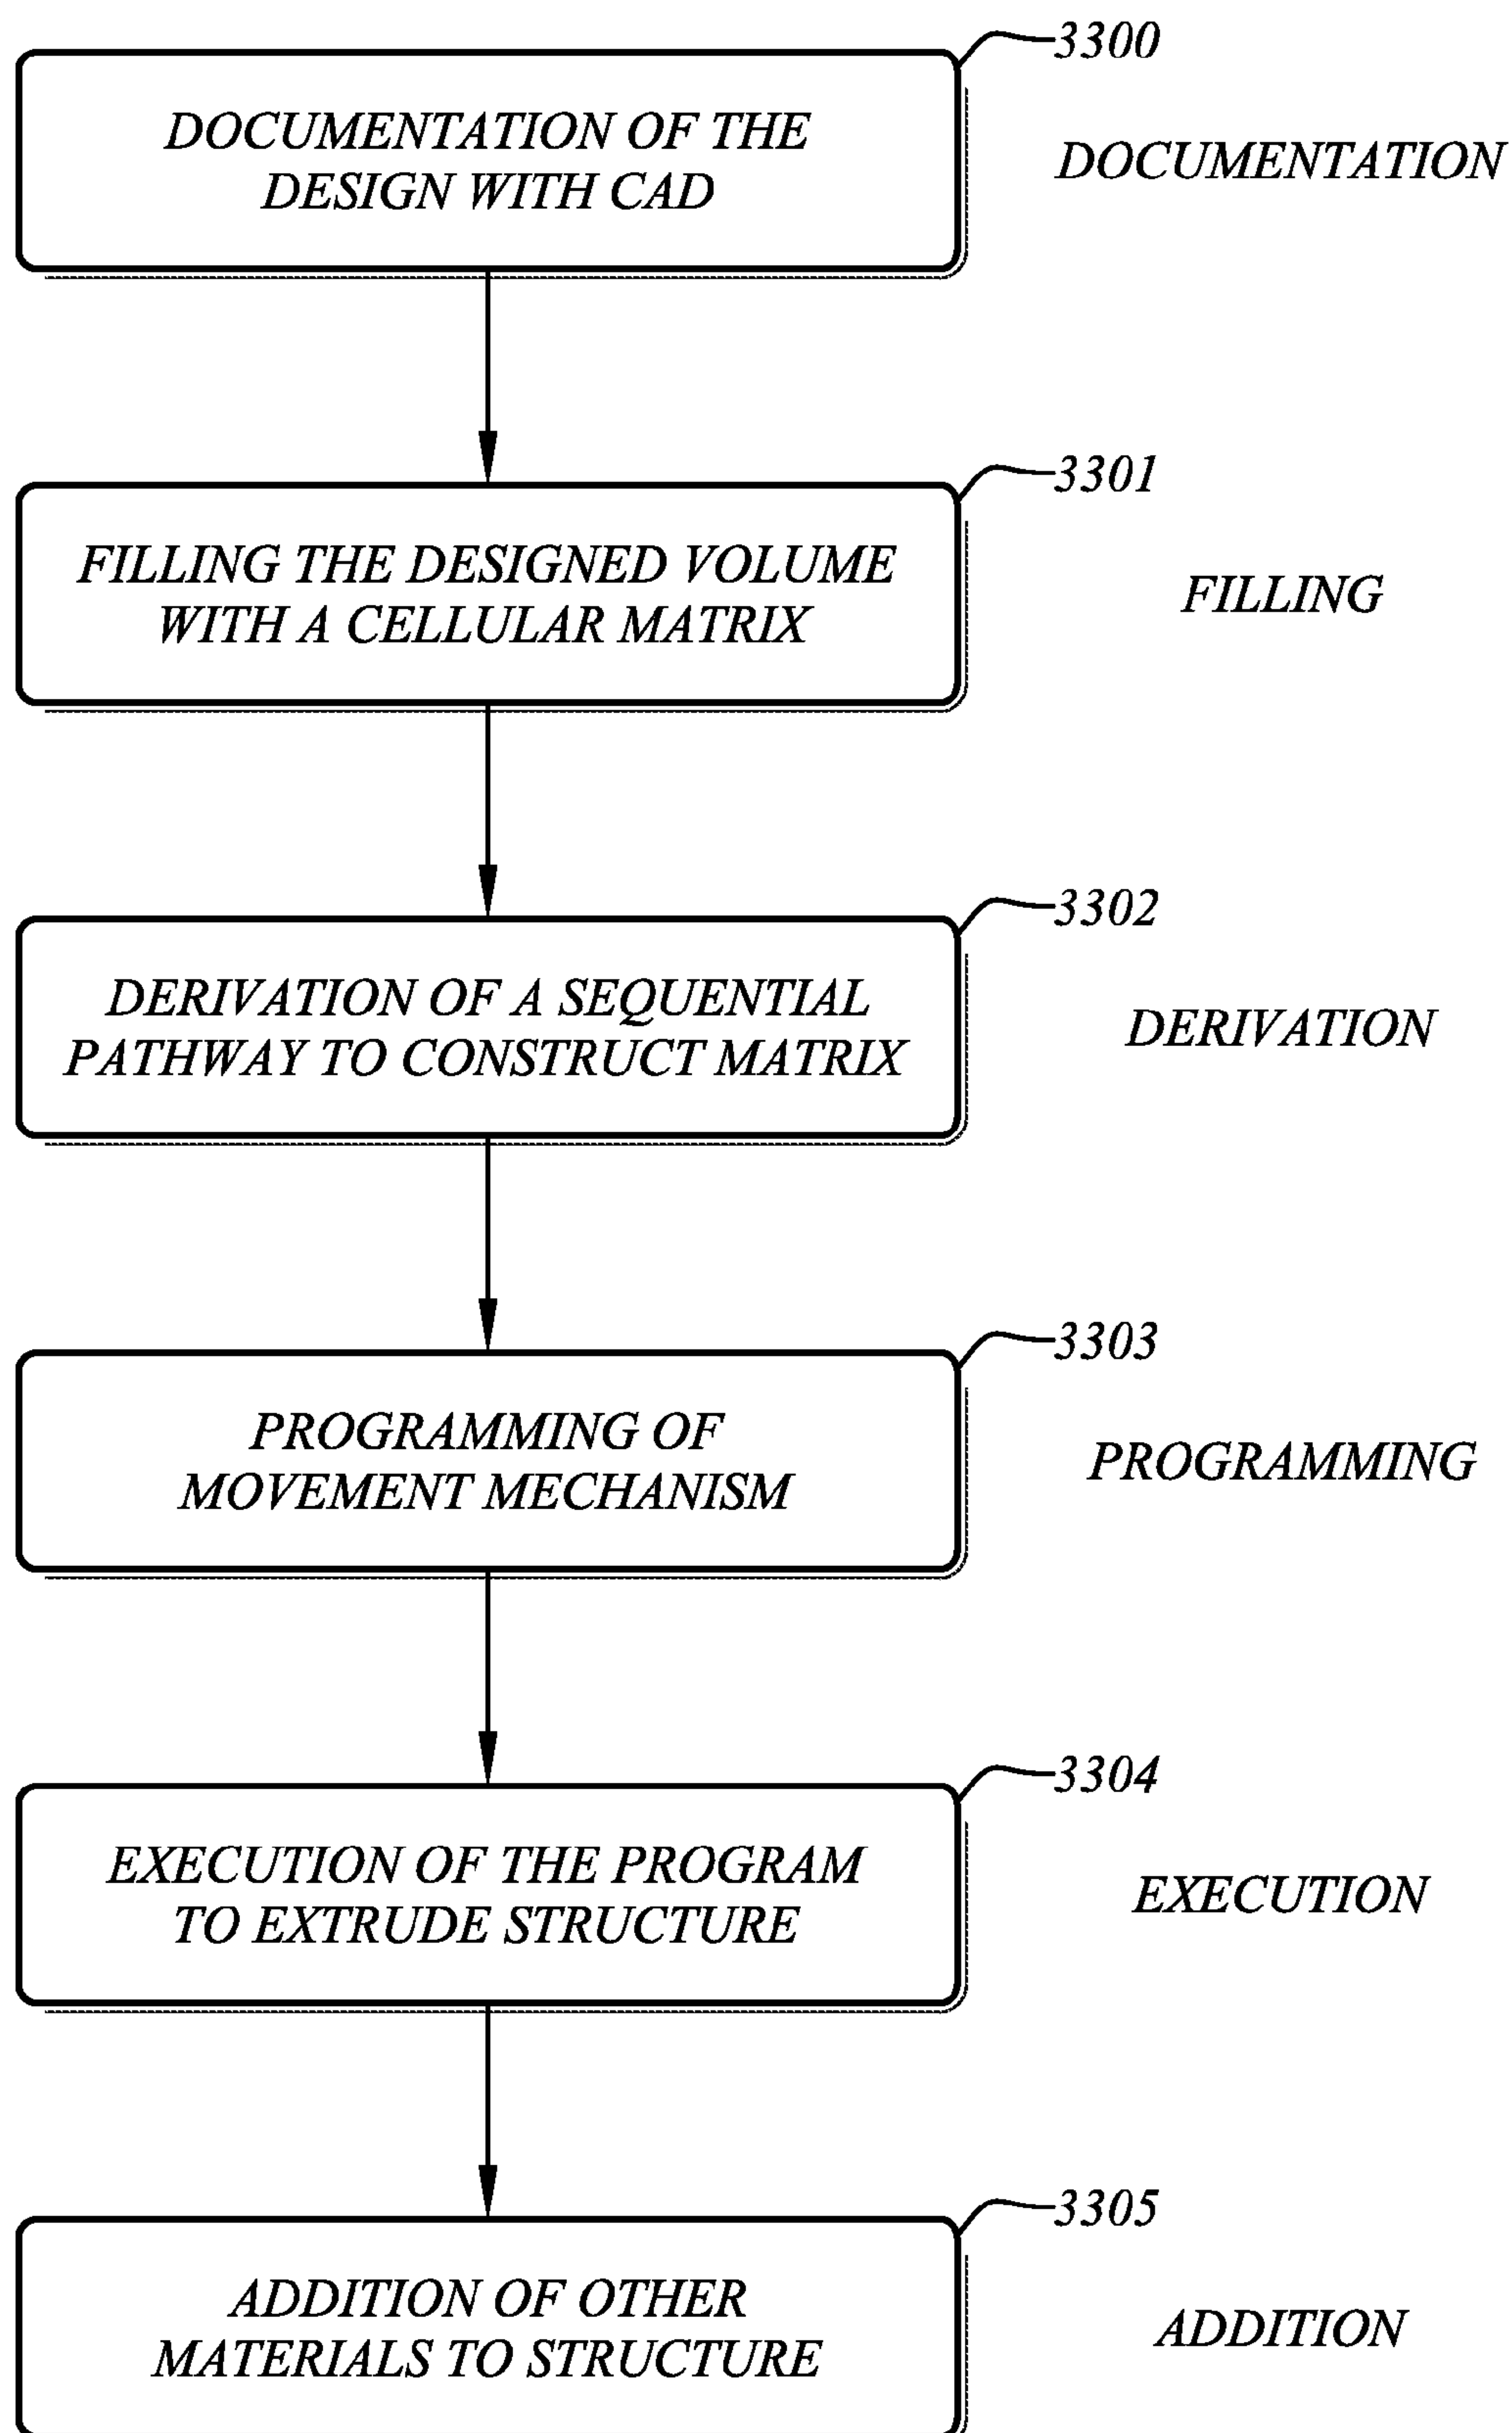 3300
DOCUMENTATION OF THE
DESIGN WITH CAD
DOCUMENTATION
3301
FILLING THE DESIGNED VOLUME
WITH A CELLULAR MATRIX
FILLING
3302
DERIVATION OF A SEQUENTIAL
PATHWAY TO CONSTRUCT MATRIX
DERIVATION
3303
PROGRAMMING OF
MOVEMENT MECHANISM
PROGRAMMING
3304
EXECUTION OF THE PROGRAM
TO EXTRUDE STRUCTURE
EXECUTION
3305
ADDITION OF OTHER
MATERIALS TO STRUCTURE
ADDITION